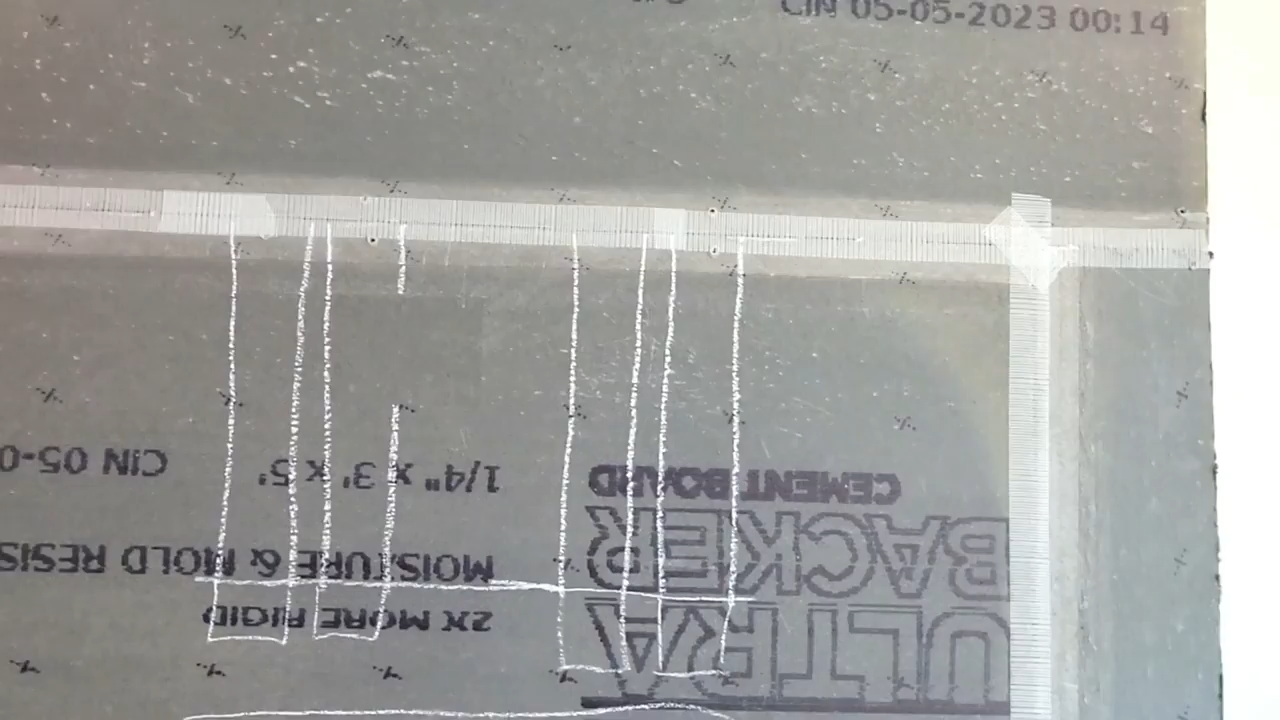 CIN 05-05-2023 00:14
ULTRA
BACKER
CEMENT BOARD
2X MORE RIGID
MOISTURE & MOLD RESIS
1/4" x 3' x 5'
CIN 05-0